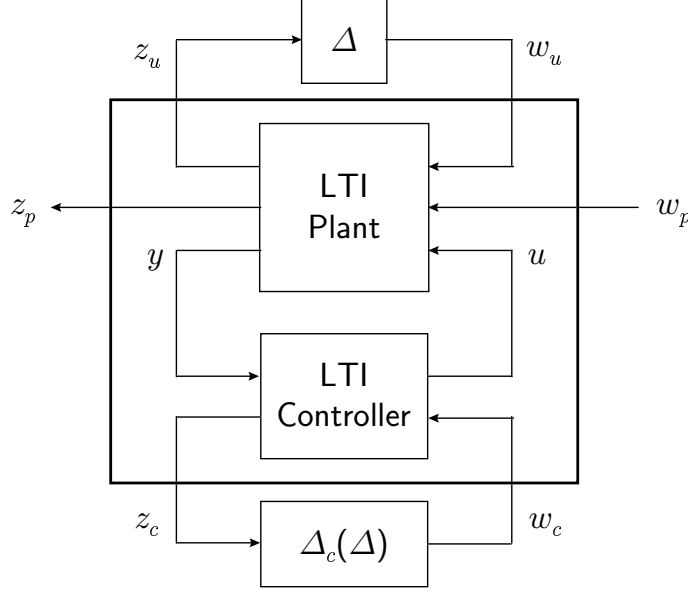 Δ
z_u
w_u
LTI
Plant
z_p
w_p
y
u
LTI
Controller
z_c
w_c
Δ_c(Δ)